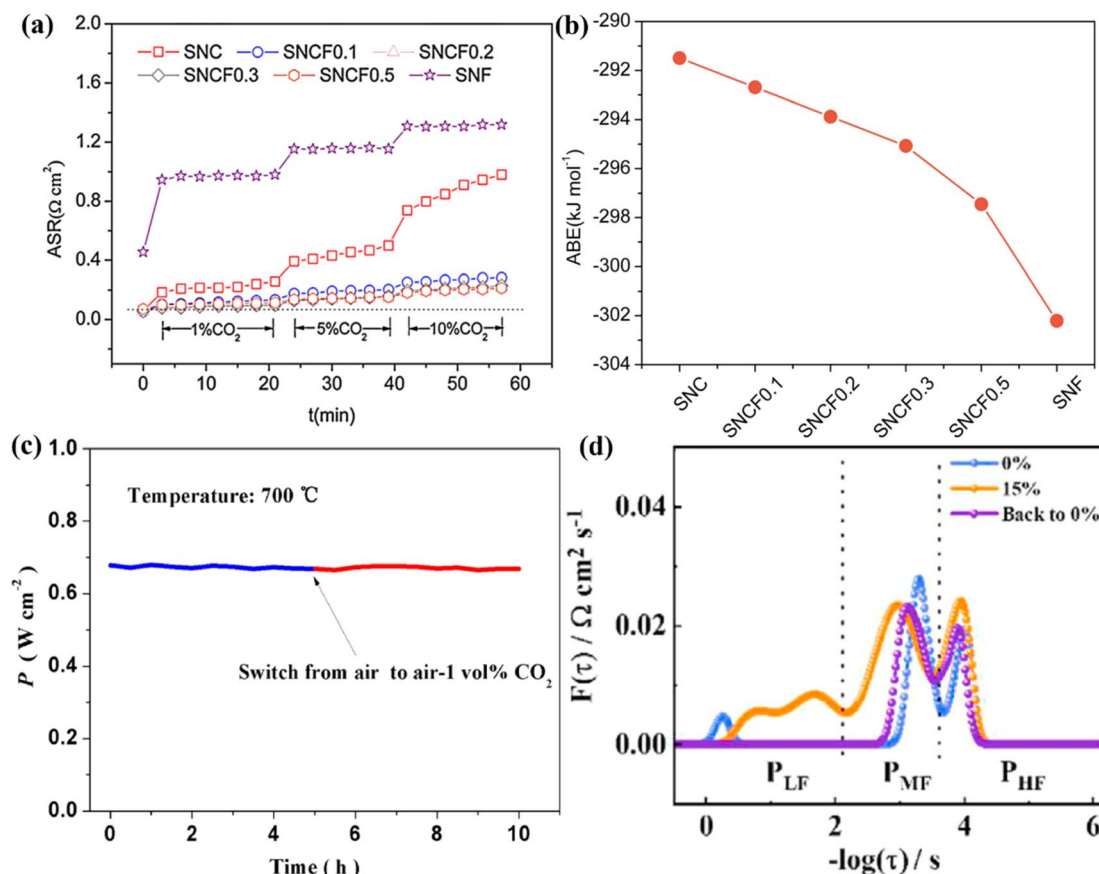 (a)
2.0
1.6
1.2
0.8
0.4
0.0
ASR(Ω cm²)
SNC SNCF0.1 SNCF0.2
SNCF0.3 SNCF0.5 SNF
1%CO₂ 5%CO₂ 10%CO₂
0 10 20 30 40 50 60
t(min)
(b)
-290
-292
-294
-296
-298
-300
-302
-304
ABE(kJ mol⁻¹)
SNC SNCF0.1 SNCF0.2 SNCF0.3 SNCF0.5 SNF
(c)
1.0
0.8
0.6
0.4
0.2
0.0
P ( W cm⁻²)
Temperature: 700 ℃
Switch from air to air-1 vol% CO₂
0 2 4 6 8 10
Time ( h )
(d)
0%
15%
Back to 0%
0.04
0.02
0.00
F(τ) / Ω cm² s⁻¹
P_LF P_MF P_HF
0 2 4 6
-log(τ) / s